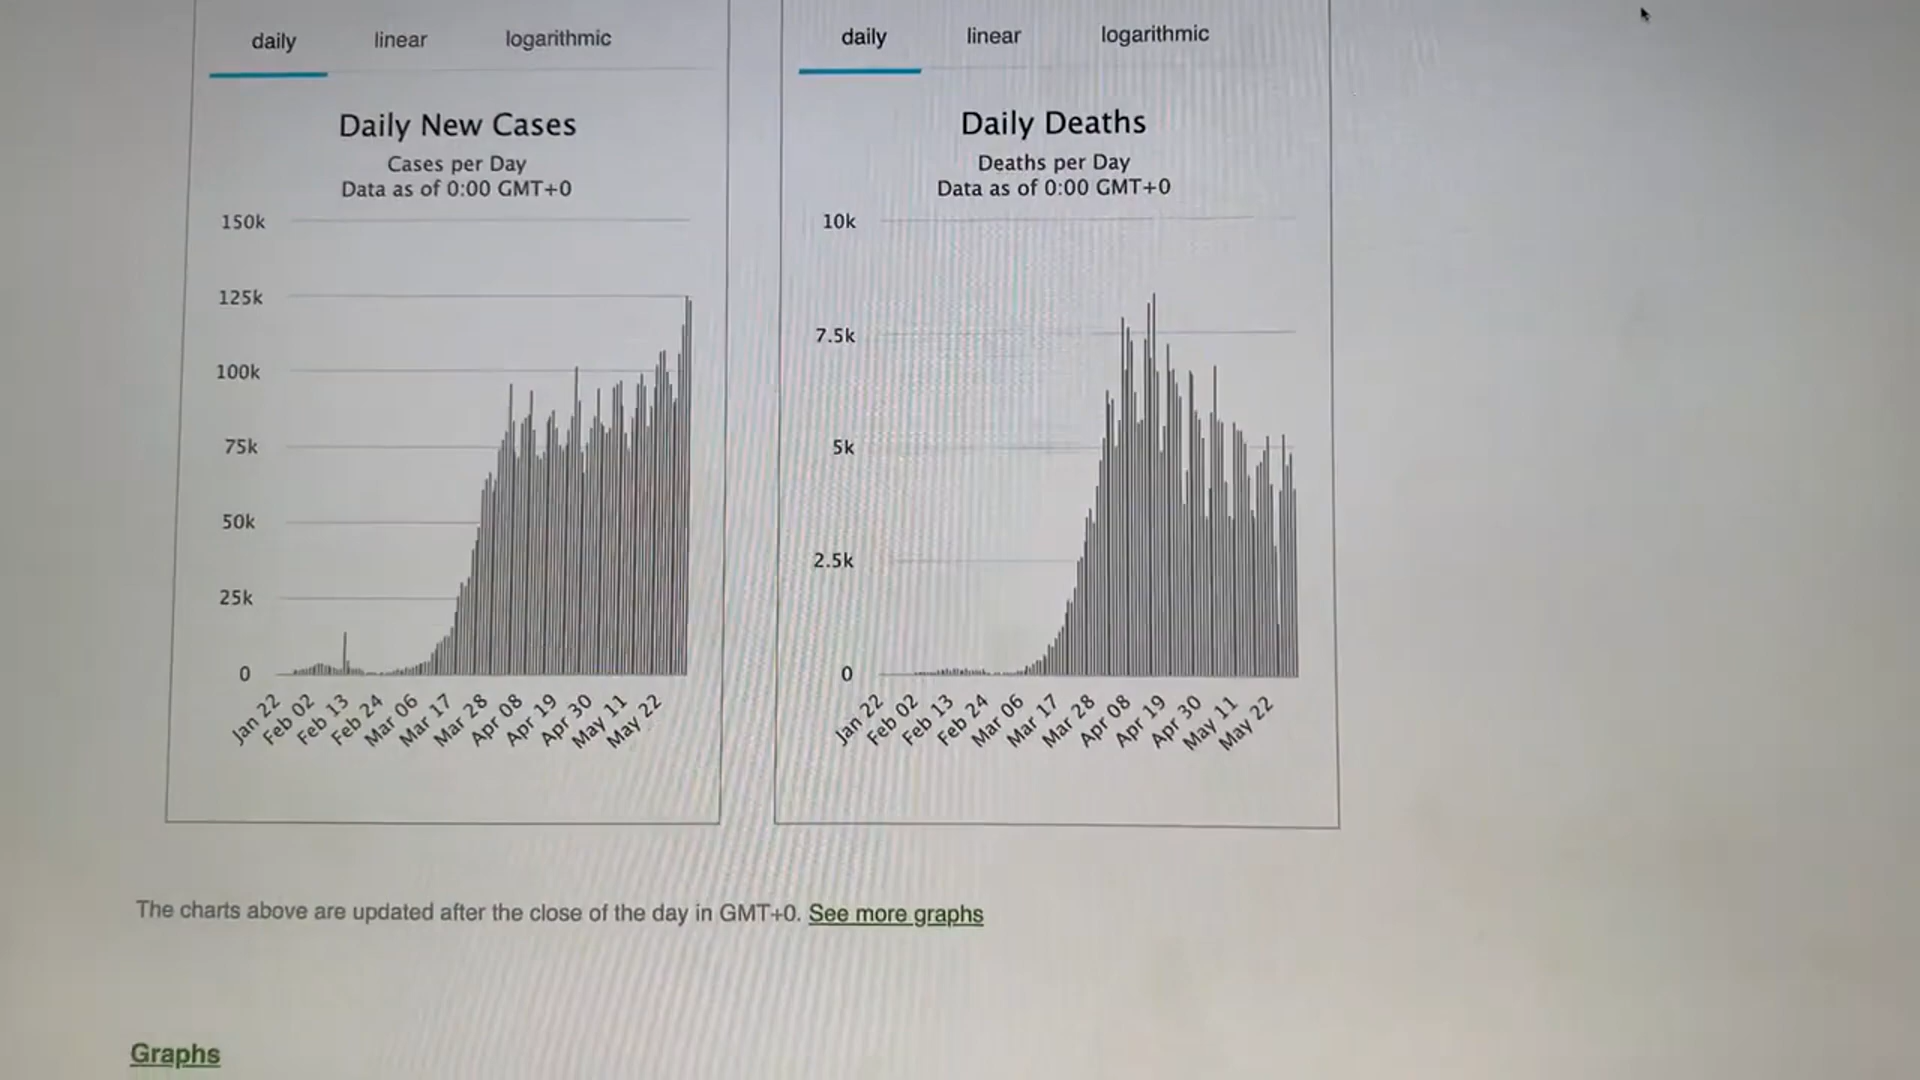 daily linear logarithmic
Daily New Cases
Cases per Day
Data as of 0:00 GMT+0
150k
125k
100k
75k
50k
25k
0
Jan 22
Feb 02
Feb 13
Feb 24
Mar 06
Mar 17
Mar 28
Apr 08
Apr 19
Apr 30
May 11
May 22
daily linear logarithmic
Daily Deaths
Deaths per Day
Data as of 0:00 GMT+0
10k
7.5k
5k
2.5k
0
Jan 22
Feb 02
Feb 13
Feb 24
Mar 06
Mar 17
Mar 28
Apr 08
Apr 19
Apr 30
May 11
May 22
The charts above are updated after the close of the day in GMT+0. See more graphs
Graphs